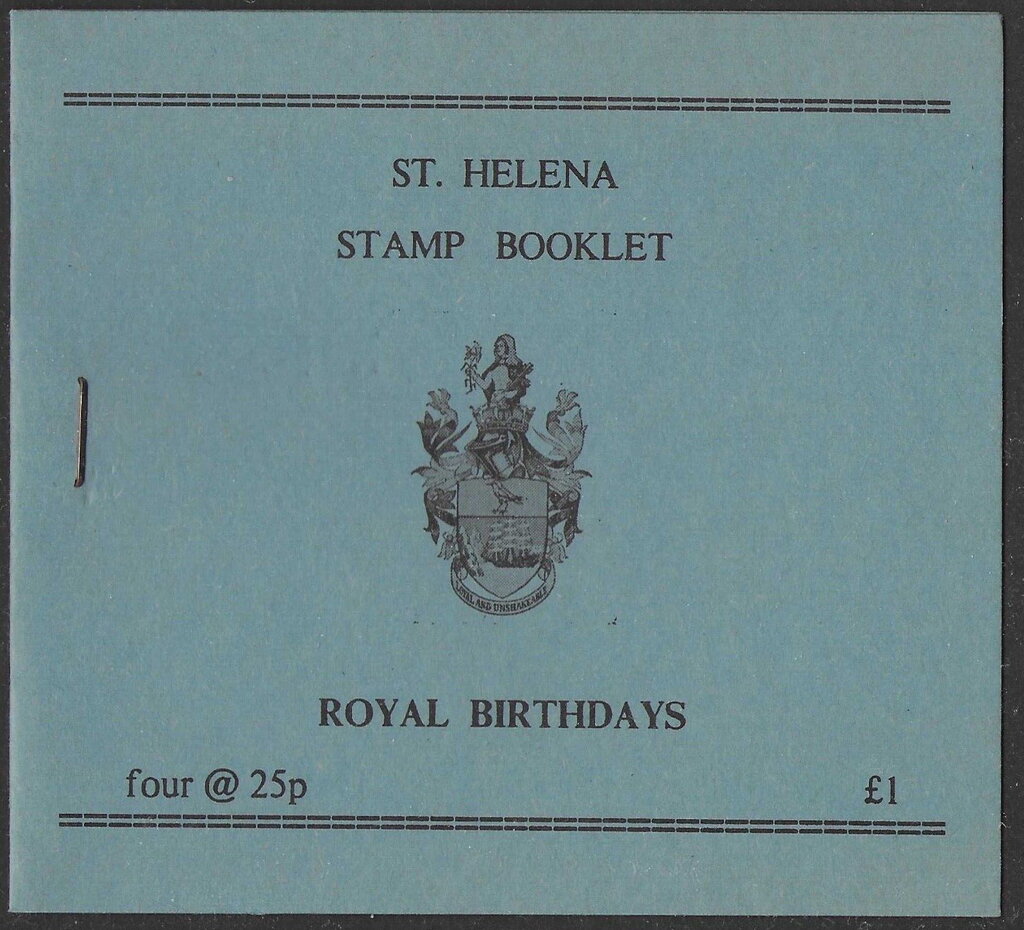 ST. HELENA
STAMP BOOKLET
LOYAL AND UNSHAKEABLE
ROYAL BIRTHDAYS
four @ 25p
£1